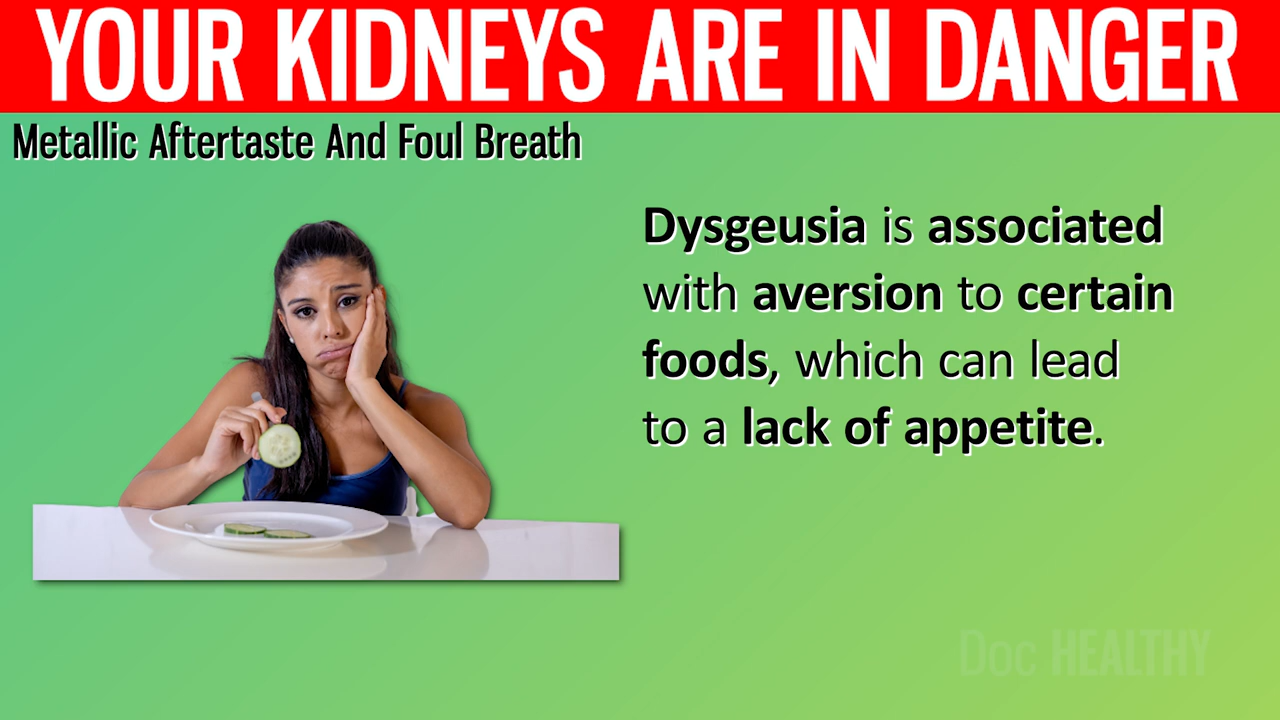 YOUR KIDNEYS ARE IN DANGER
Metallic Aftertaste And Foul Breath
Dysgeusia is associated
with aversion to certain
foods, which can lead
to a lack of appetite.
Doc HEALTHY